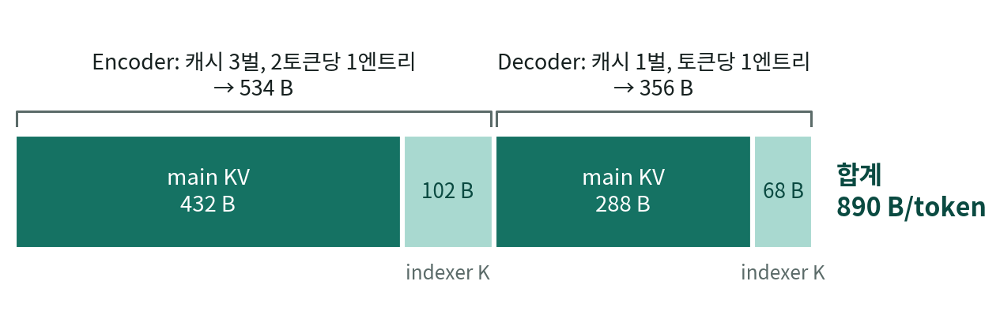 Encoder: 캐시 3벌, 2토큰당 1엔트리
→ 534 B
Decoder: 캐시 1벌, 토큰당 1엔트리
→ 356 B
main KV
432 B
102 B
main KV
288 B
68 B
합계
890 B/token
indexer K
indexer K